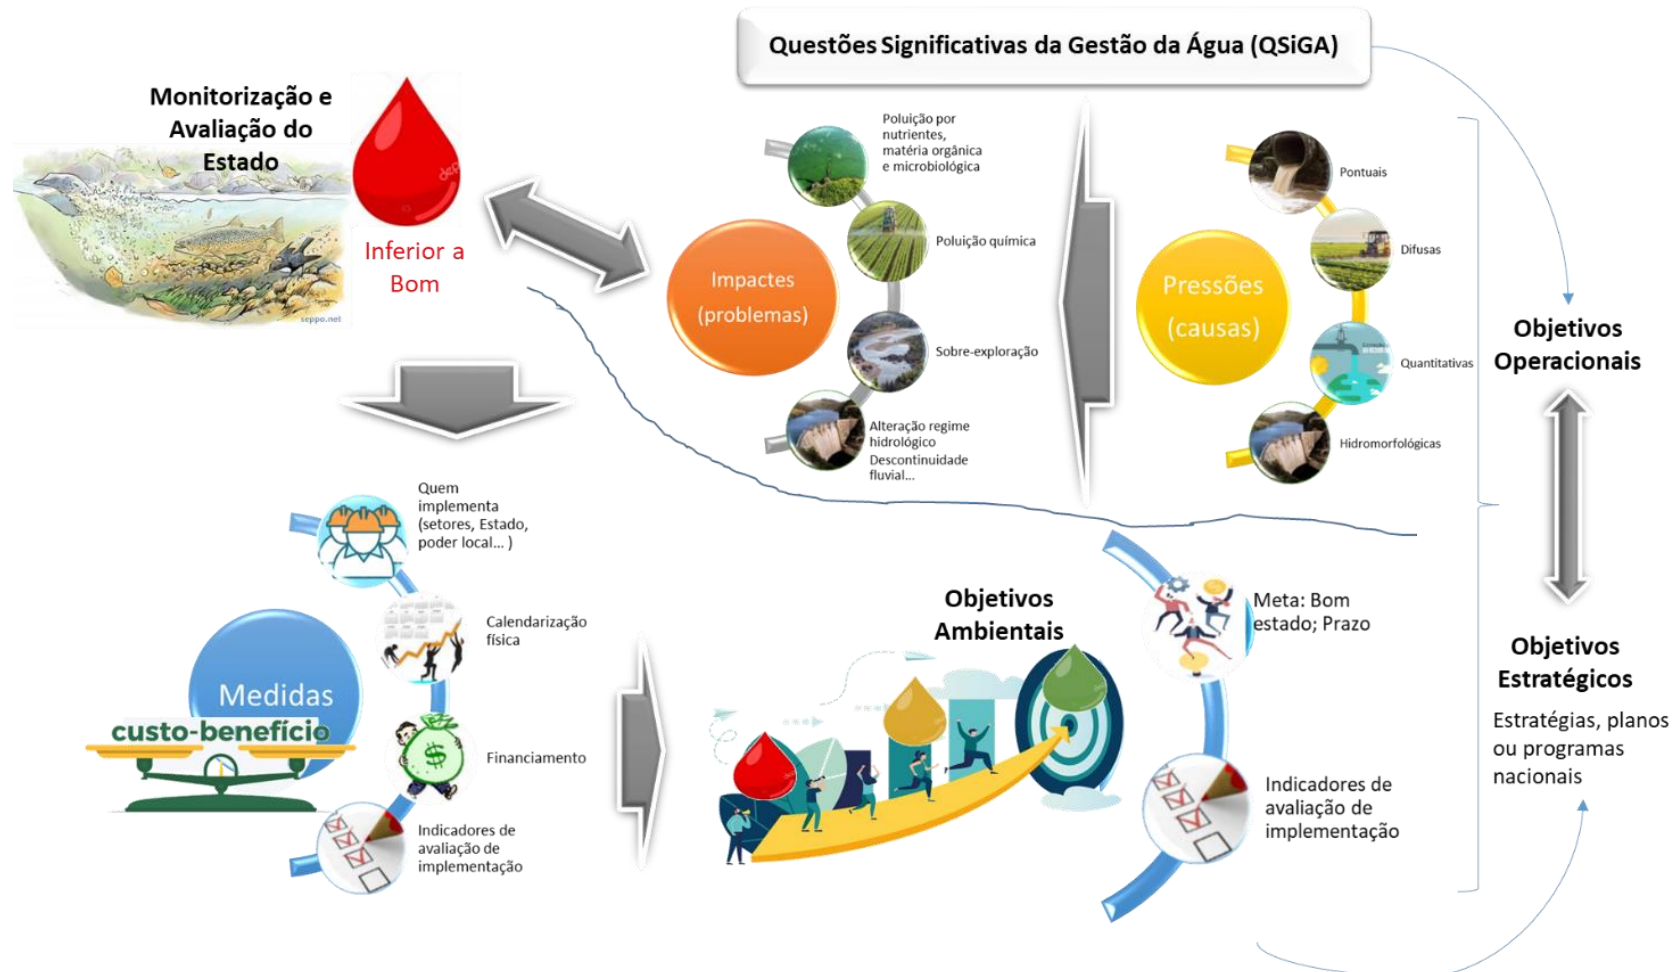 Questões Significativas da Gestão da Água (QSiGA)
Monitorização e
Avaliação do
Estado
seppo.net
Inferior a
Bom
Impactes
(problemas)
Poluição por
nutrientes,
matéria orgânica
e microbiológica
Poluição química
Sobre-exploração
Alteração regime
hidrológico
Descontinuidade
fluvial...
Pressões
(causas)
Pontuais
Difusas
Quantitativas
Hidromorfológicas
Objetivos
Operacionais
Objetivos
Estratégicos
Estratégias, planos
ou programas
nacionais
Medidas
custo-benefício
Quem
implementa
(setores, Estado,
poder local... )
Calendarização
física
Financiamento
Indicadores de
avaliação de
implementação
Objetivos
Ambientais
Meta: Bom
estado; Prazo
Indicadores de
avaliação de
implementação